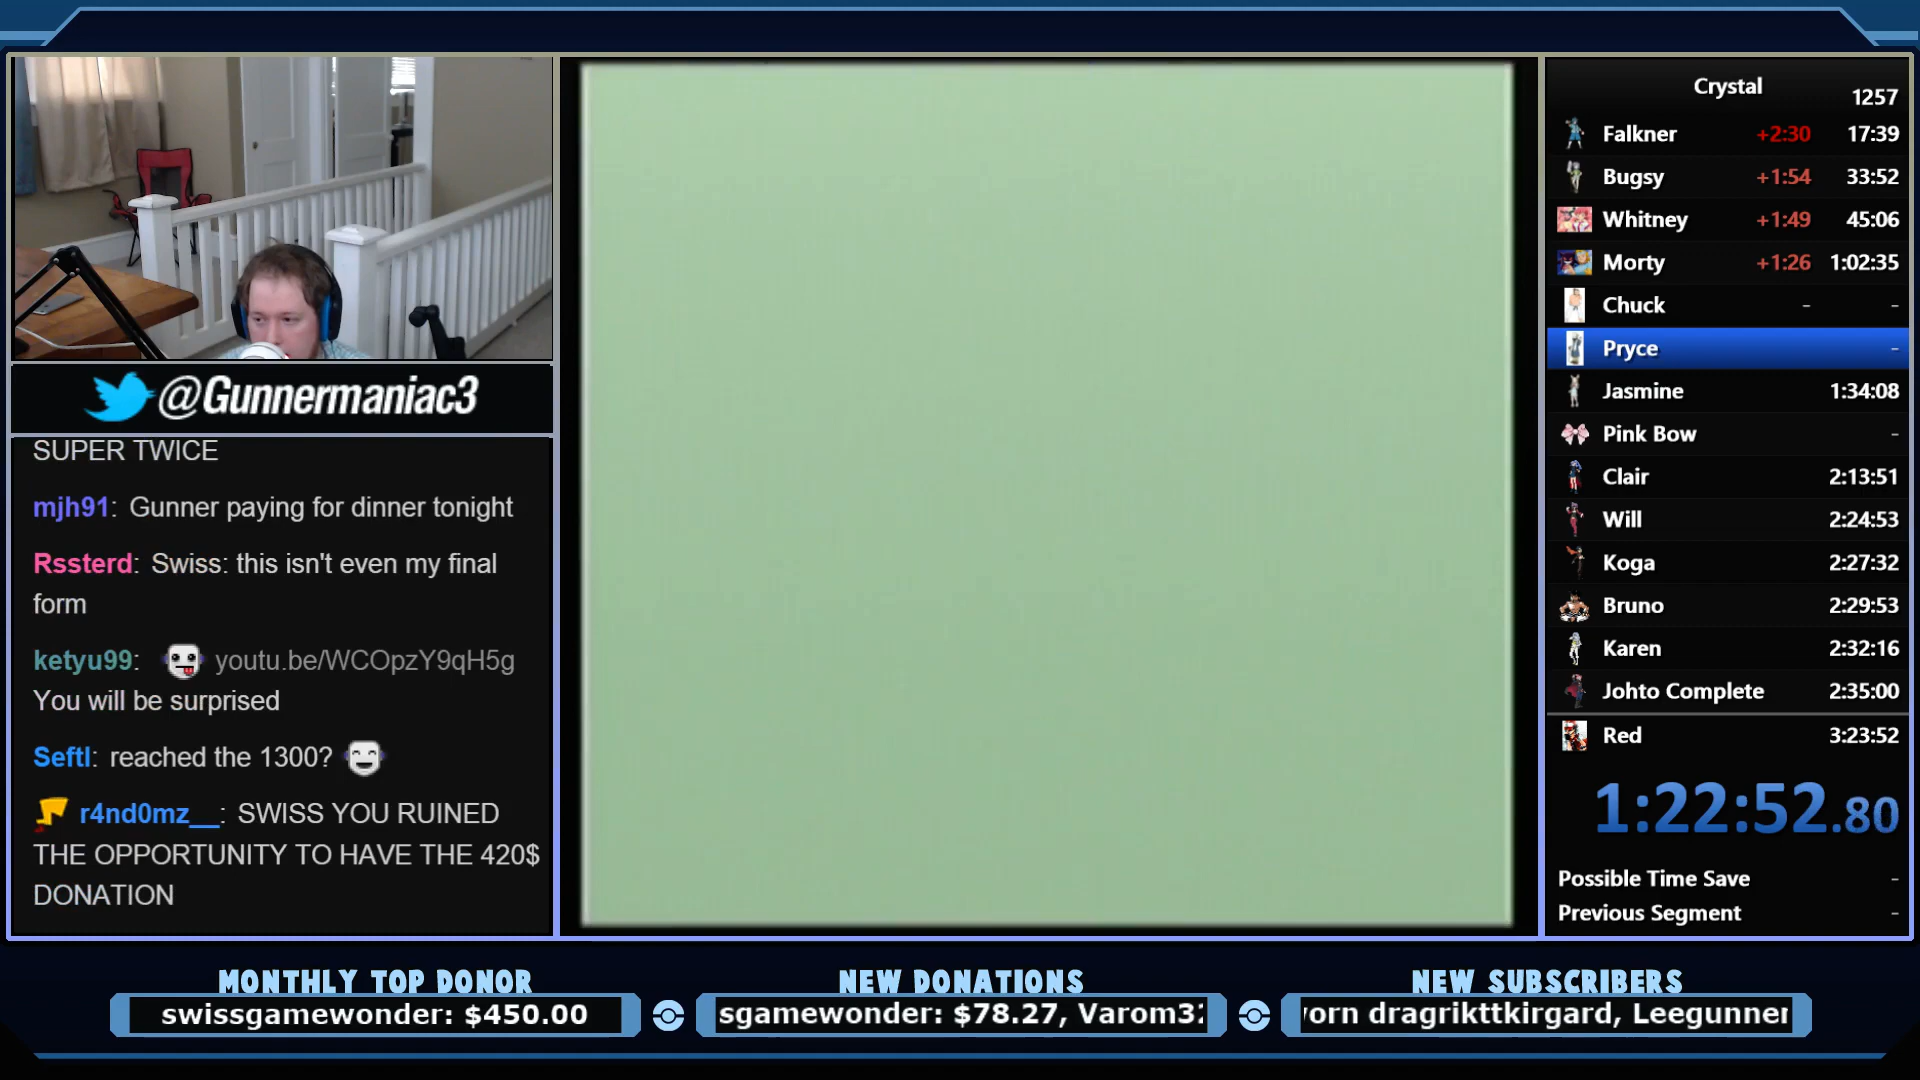 Crystal
1257
Falkner +2:30 17:39
Bugsy +1:54 33:52
Whitney +1:49 45:06
Morty +1:26 1:02:35
Chuck - -
Pryce -
Jasmine 1:34:08
Pink Bow -
Clair 2:13:51
Will 2:24:53
Koga 2:27:32
Bruno 2:29:53
Karen 2:32:16
Johto Complete 2:35:00
Red 3:23:52
1:22:52.80
Possible Time Save -
Previous Segment -
@Gunnermaniac3
SUPER TWICE
mjh91: Gunner paying for dinner tonight
Rssterd: Swiss: this isn't even my final
form
ketyu99: youtu.be/WCOpzY9qH5g
You will be surprised
Seftl: reached the 1300?
r4nd0mz__: SWISS YOU RUINED
THE OPPORTUNITY TO HAVE THE 420$
DONATION
MONTHLY TOP DONOR
swissgamewonder: $450.00
NEW DONATIONS
sgamewonder: $78.27, Varom3
NEW SUBSCRIBERS
orn dragrikttkirgard, Leegunner